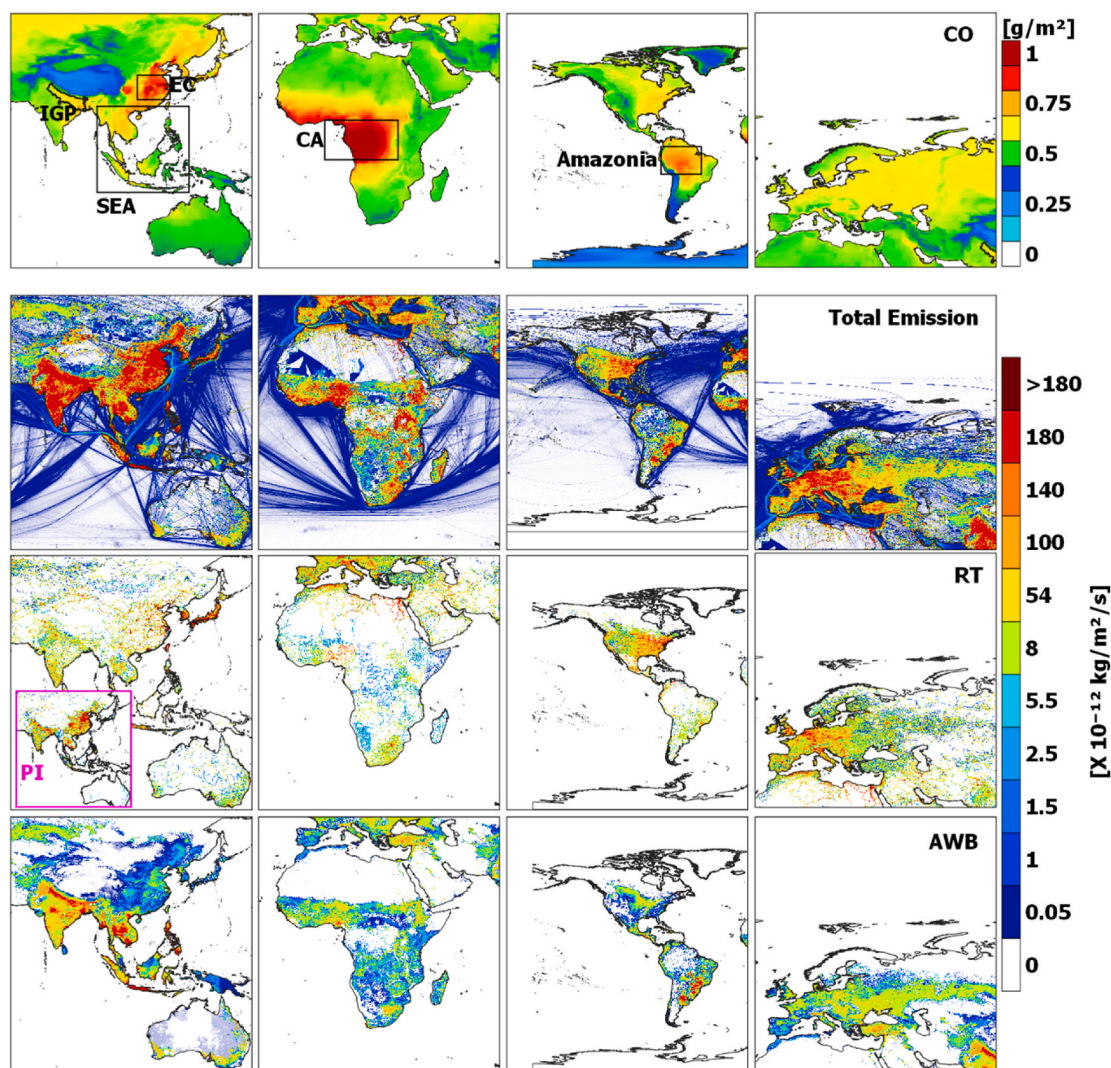 CO
[g/m²]
1
0.75
0.5
0.25
0
EC
IGP
SEA
CA
Amazonia
Total Emission
>180
180
140
100
54
8
5.5
2.5
1.5
1
0.05
0
[X 10⁻¹² kg/m²/s]
RT
PI
AWB